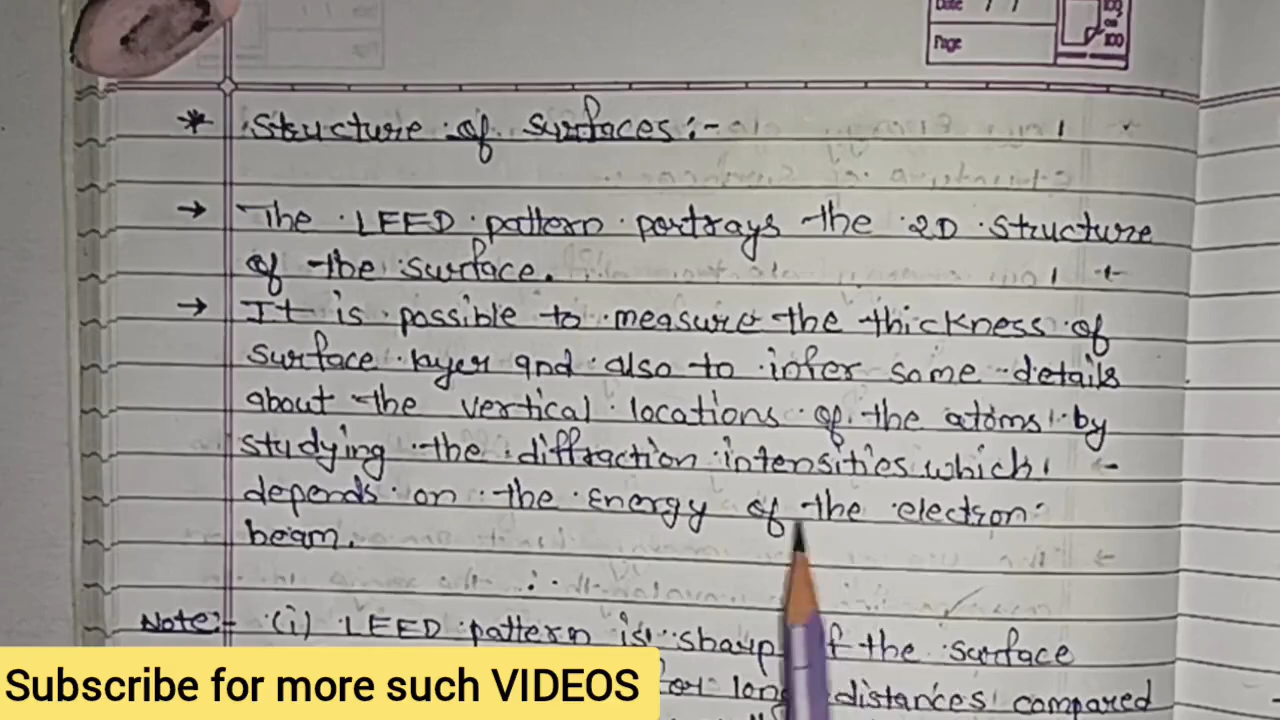 Date / /
Page
* Structure of surfaces:-
→ The LEED pattern portrays the 2D structure
of the surface.
→ It is possible to measure the thickness of
surface layer and also to infer some details
about the vertical locations of the atoms by
studying the diffraction intensities which
depends on the Energy of the electron
beam.
Note:- (i) LEED pattern is sharp if the surface
for long distances compared
Subscribe for more such VIDEOS